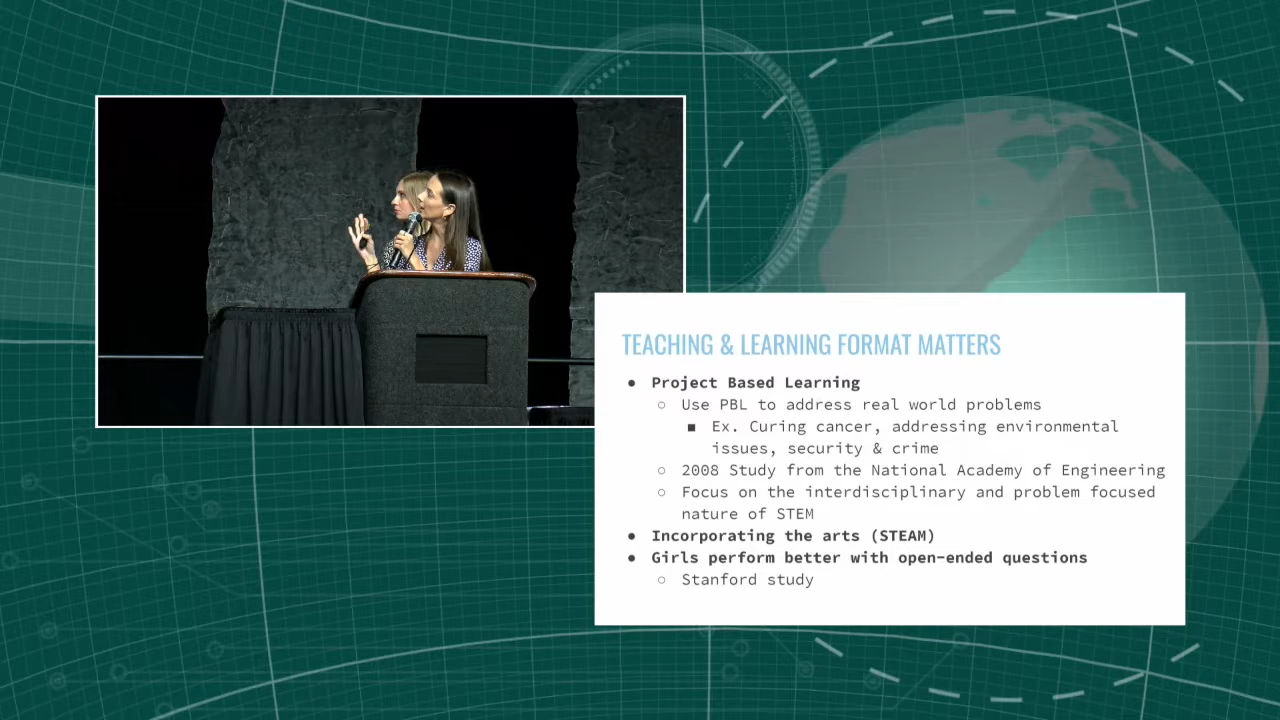 TEACHING & LEARNING FORMAT MATTERS
● Project Based Learning
○ Use PBL to address real world problems
■ Ex. Curing cancer, addressing environmental
issues, security & crime
○ 2008 Study from the National Academy of Engineering
○ Focus on the interdisciplinary and problem focused
nature of STEM
● Incorporating the arts (STEAM)
● Girls perform better with open-ended questions
○ Stanford study